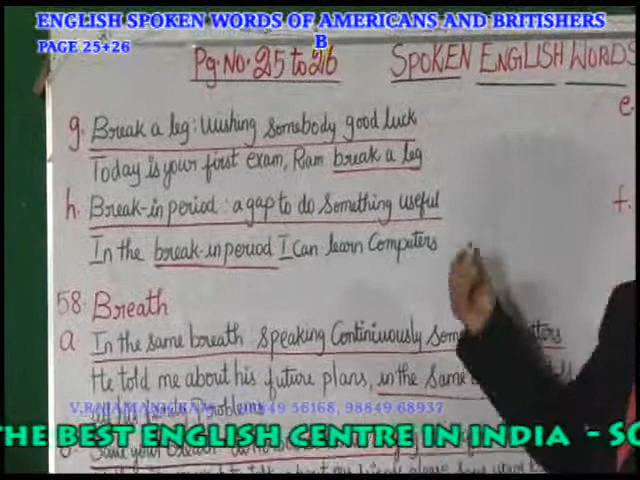 ENGLISH SPOKEN WORDS OF AMERICANS AND BRITISHERS
B
PAGE 25+26
Pg. No. 25 to 26
SPOKEN ENGLISH WORDS
e
g. Break a leg: Wishing somebody good luck
Today is your first exam, Ram break a leg
h. Break-in period: a gap to do something useful
f.
In the break-in period I can learn Computers
58. Breath
a. In the same breath: Speaking Continuously
He told me about his future plans, in the same
V.RAJAMANICKAM 98849 68937
THE BEST ENGLISH CENTRE IN INDIA - SC